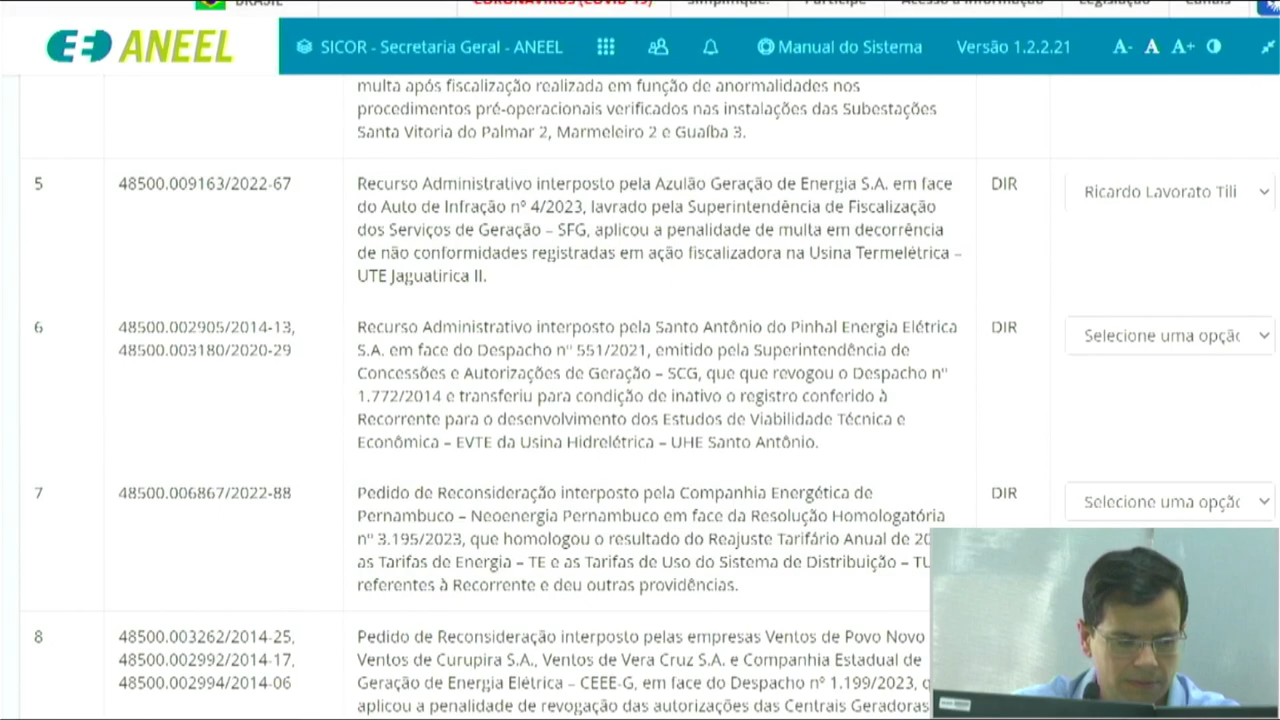 BRASIL
CORONAVÍRUS (COVID-19)
Simplifique!
Participe
Acesso à informação
Legislação
Canais
ANEEL
SICOR - Secretaria Geral - ANEEL
Manual do Sistema
Versão 1.2.2.21
A- A A+
multa após fiscalização realizada em função de anormalidades nos
procedimentos pré-operacionais verificados nas instalações das Subestações
Santa Vitoria do Palmar 2, Marmeleiro 2 e Guaíba 3.
5
48500.009163/2022-67
Recurso Administrativo interposto pela Azulão Geração de Energia S.A. em face
do Auto de Infração nº 4/2023, lavrado pela Superintendência de Fiscalização
dos Serviços de Geração – SFG, aplicou a penalidade de multa em decorrência
de não conformidades registradas em ação fiscalizadora na Usina Termelétrica –
UTE Jaguatirica II.
DIR
Ricardo Lavorato Tili
6
48500.002905/2014-13,
48500.003180/2020-29
Recurso Administrativo interposto pela Santo Antônio do Pinhal Energia Elétrica
S.A. em face do Despacho nº 551/2021, emitido pela Superintendência de
Concessões e Autorizações de Geração – SCG, que que revogou o Despacho nº
1.772/2014 e transferiu para condição de inativo o registro conferido à
Recorrente para o desenvolvimento dos Estudos de Viabilidade Técnica e
Econômica – EVTE da Usina Hidrelétrica – UHE Santo Antônio.
DIR
Selecione uma opçã
7
48500.006867/2022-88
Pedido de Reconsideração interposto pela Companhia Energética de
Pernambuco – Neoenergia Pernambuco em face da Resolução Homologatória
nº 3.195/2023, que homologou o resultado do Reajuste Tarifário Anual de 20
as Tarifas de Energia – TE e as Tarifas de Uso do Sistema de Distribuição – TU
referentes à Recorrente e deu outras providências.
DIR
Selecione uma opçã
8
48500.003262/2014-25,
48500.002992/2014-17,
48500.002994/2014-06
Pedido de Reconsideração interposto pelas empresas Ventos de Povo Novo
Ventos de Curupira S.A., Ventos de Vera Cruz S.A. e Companhia Estadual de
Geração de Energia Elétrica – CEEE-G, em face do Despacho nº 1.199/2023, q
aplicou a penalidade de revogação das autorizações das Centrais Geradoras